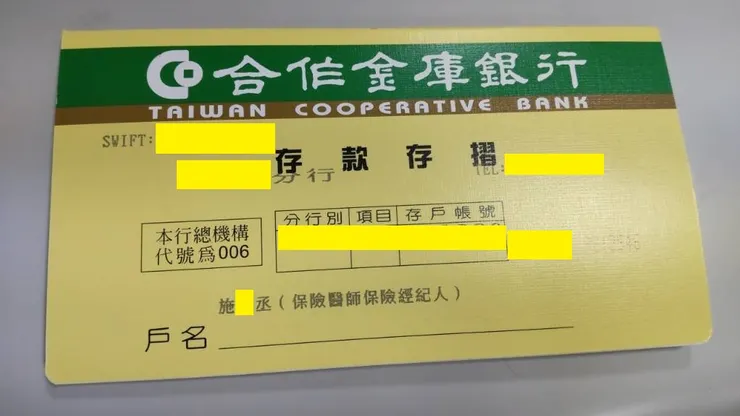 合作金庫銀行
TAIWAN COOPERATIVE BANK
SWIFT:
存款存摺
分行 TEL:
分行別 項目 存戶帳號
本行總機構
代號為006
施 丞(保險醫師保險經紀人)
戶名